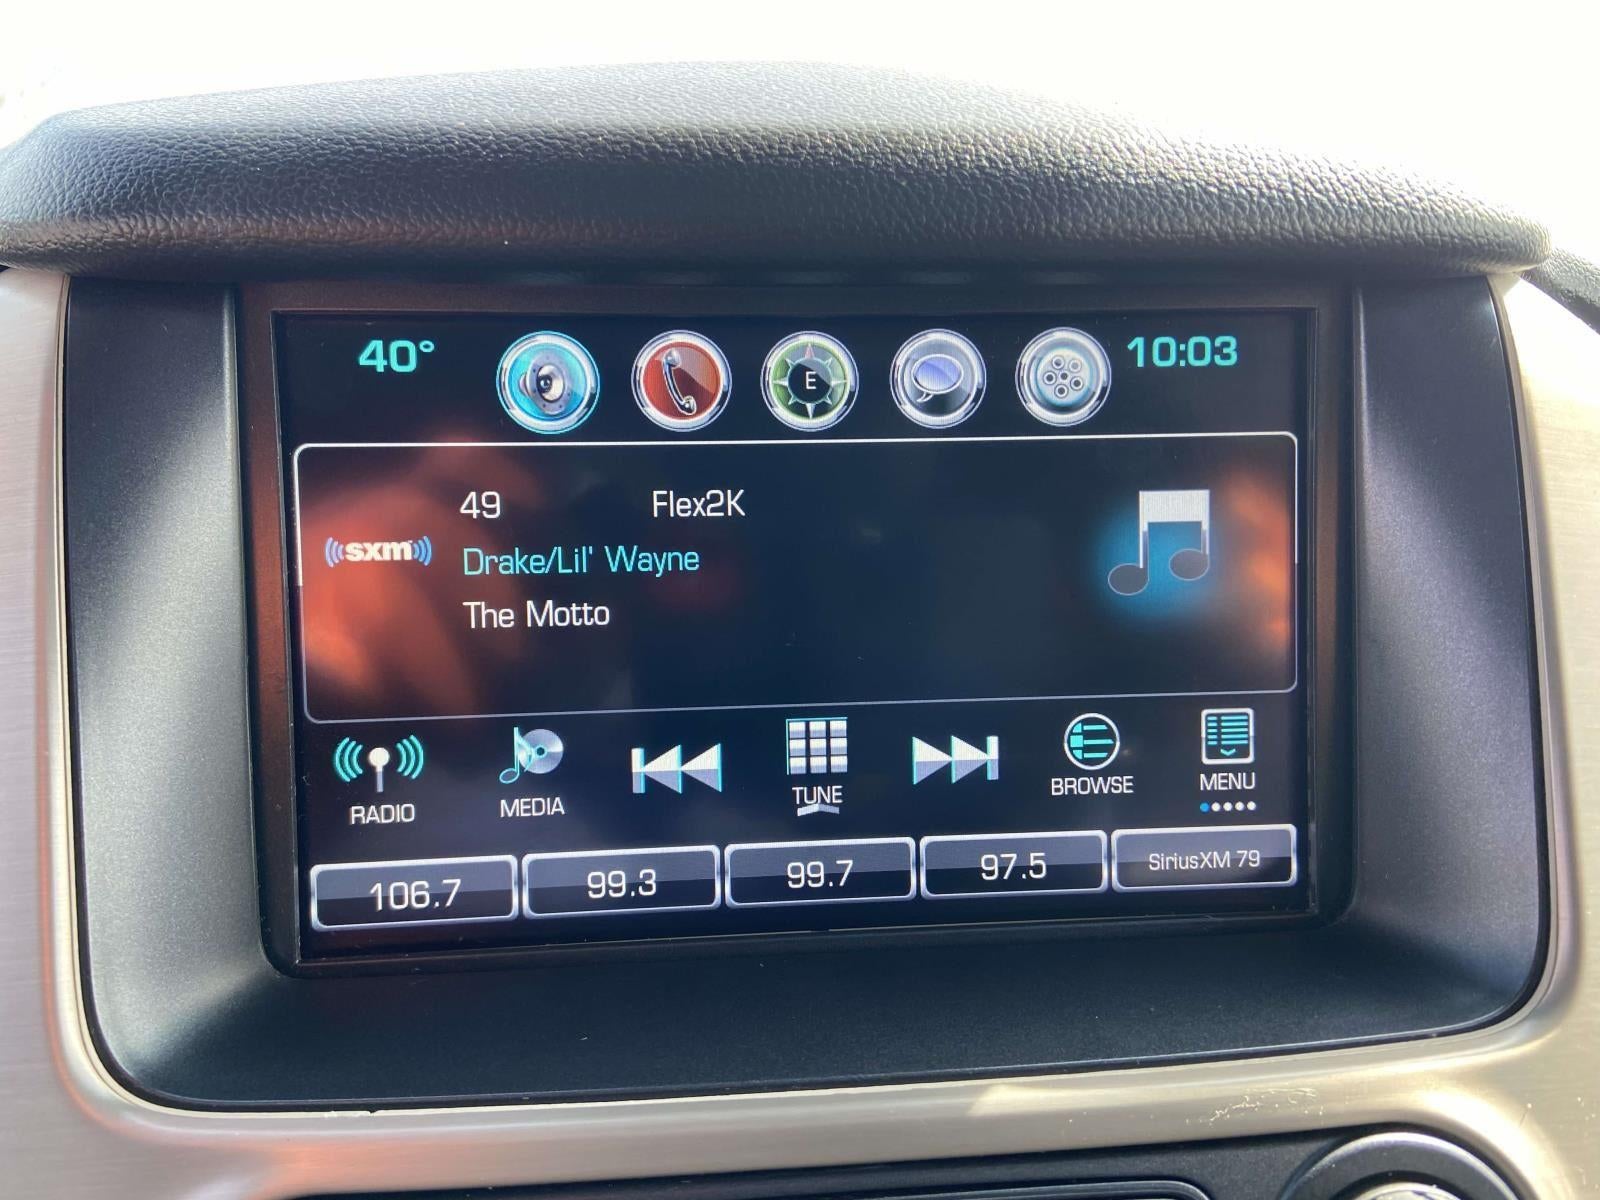 40° E 10:03
49 Flex2K
((sxm))
Drake/Lil' Wayne
The Motto
RADIO MEDIA TUNE BROWSE MENU
106.7 99.3 99.7 97.5 SiriusXM 79